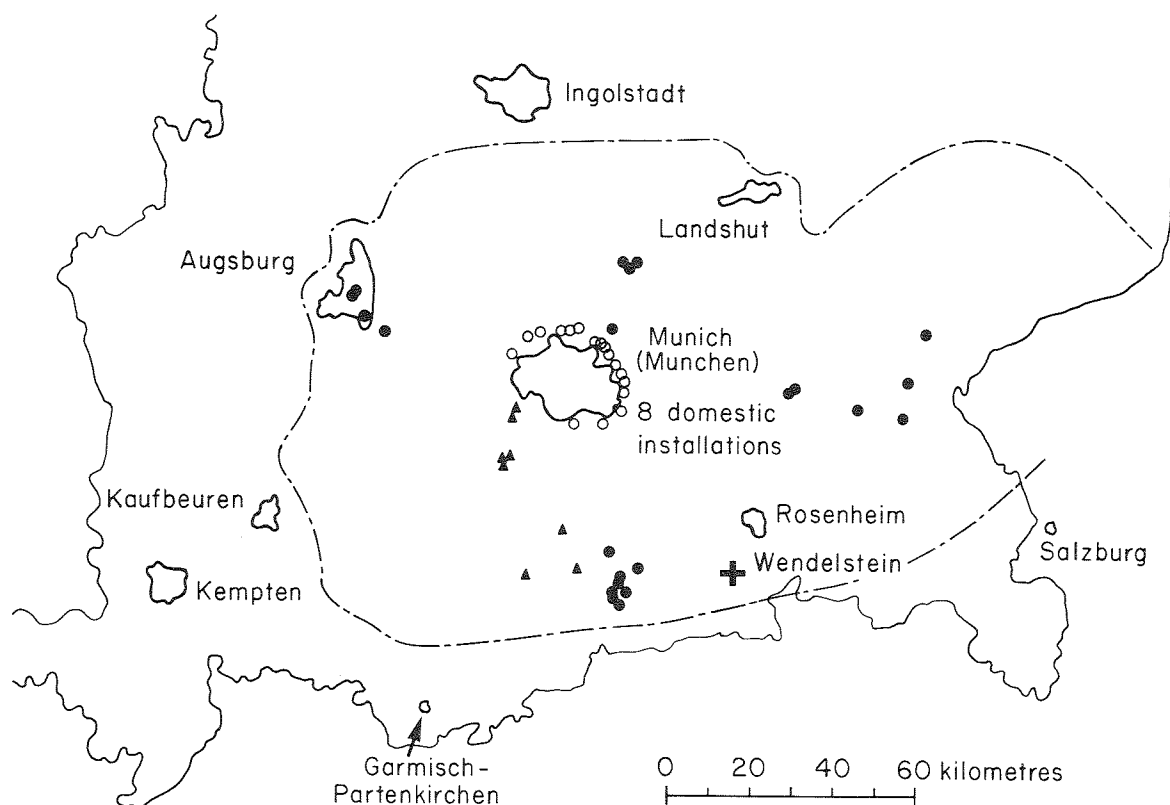 Ingolstadt
Landshut
Augsburg
Munich
(Munchen)
8 domestic
installations
Kaufbeuren
Rosenheim
Wendelstein
Salzburg
Kempten
Garmisch-
Partenkirchen
0 20 40 60 kilometres